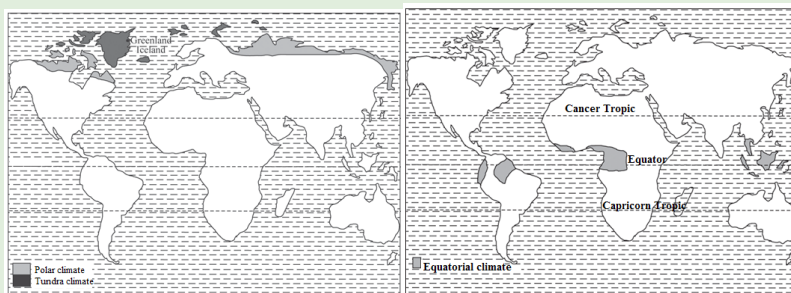 Greenland
Iceland
Polar climate
Tundra climate
Cancer Tropic
Equator
Capricorn Tropic
Equatorial climate